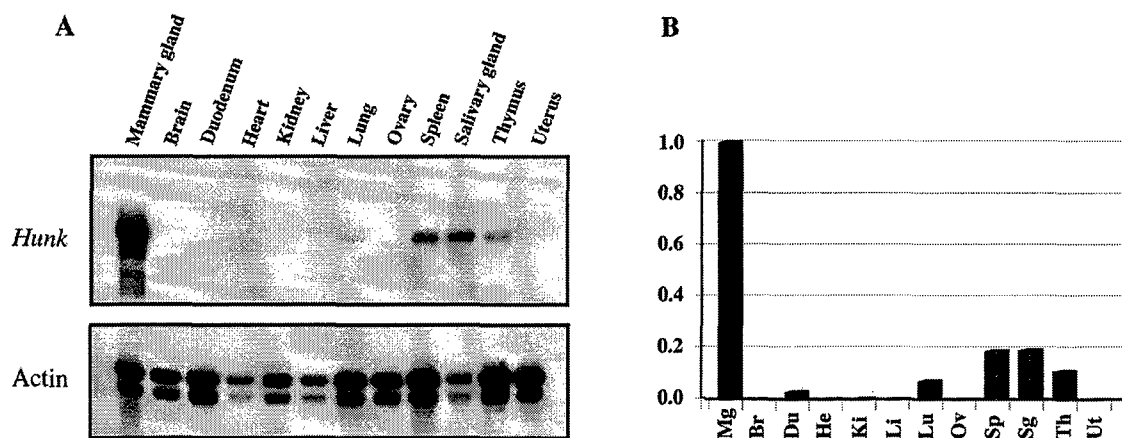 A
Mammary gland
Brain
Duodenum
Heart
Kidney
Liver
Lung
Ovary
Spleen
Salivary gland
Thymus
Uterus
Hunk
Actin
B
1.0
0.8
0.6
0.4
0.2
0.0
Mg
Br
Du
He
Ki
Li
Lu
Ov
Sp
Sg
Th
Ut